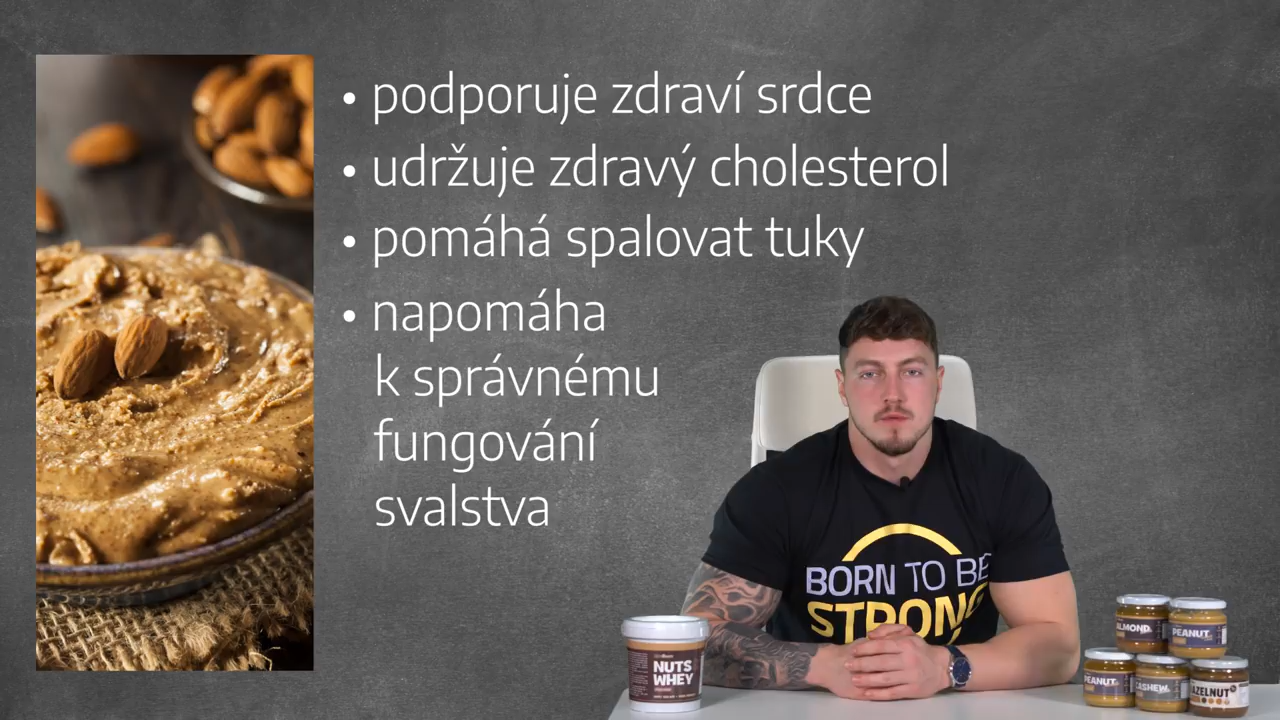 • podporuje zdraví srdce
• udržuje zdravý cholesterol
• pomáhá spalovat tuky
• napomáha
k správnému
fungování
svalstva
BORN TO BE
STRONG
NUTS
WHEY
ALMOND
PEANUT
PEANUT
CASHEW
HAZELNUT